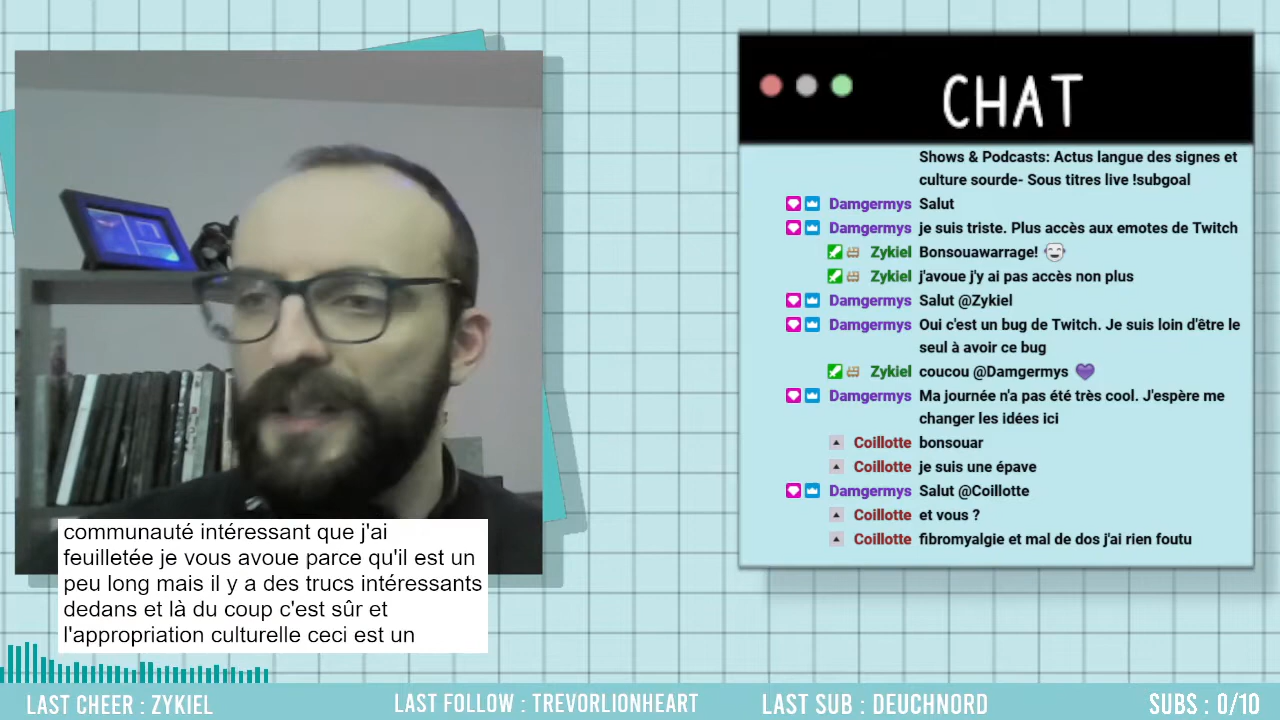 CHAT
Shows & Podcasts: Actus langue des signes et
culture sourde- Sous titres live !subgoal
Damgermys Salut
Damgermys je suis triste. Plus accès aux emotes de Twitch
Zykiel Bonsouawarrage!
Zykiel j'avoue j'y ai pas accès non plus
Damgermys Salut @Zykiel
Damgermys Oui c'est un bug de Twitch. Je suis loin d'être le
seul à avoir ce bug
Zykiel coucou @Damgermys
Damgermys Ma journée n'a pas été très cool. J'espère me
changer les idées ici
Coillotte bonsouar
Coillotte je suis une épave
Damgermys Salut @Coillotte
Coillotte et vous ?
Coillotte fibromyalgie et mal de dos j'ai rien foutu
communauté intéressant que j'ai
feuilletée je vous avoue parce qu'il est un
peu long mais il y a des trucs intéressants
dedans et là du coup c'est sûr et
l'appropriation culturelle ceci est un
LAST CHEER : ZYKIEL
LAST FOLLOW : TREVORLIONHEART
LAST SUB : DEUCHNORD
SUBS : 0/10